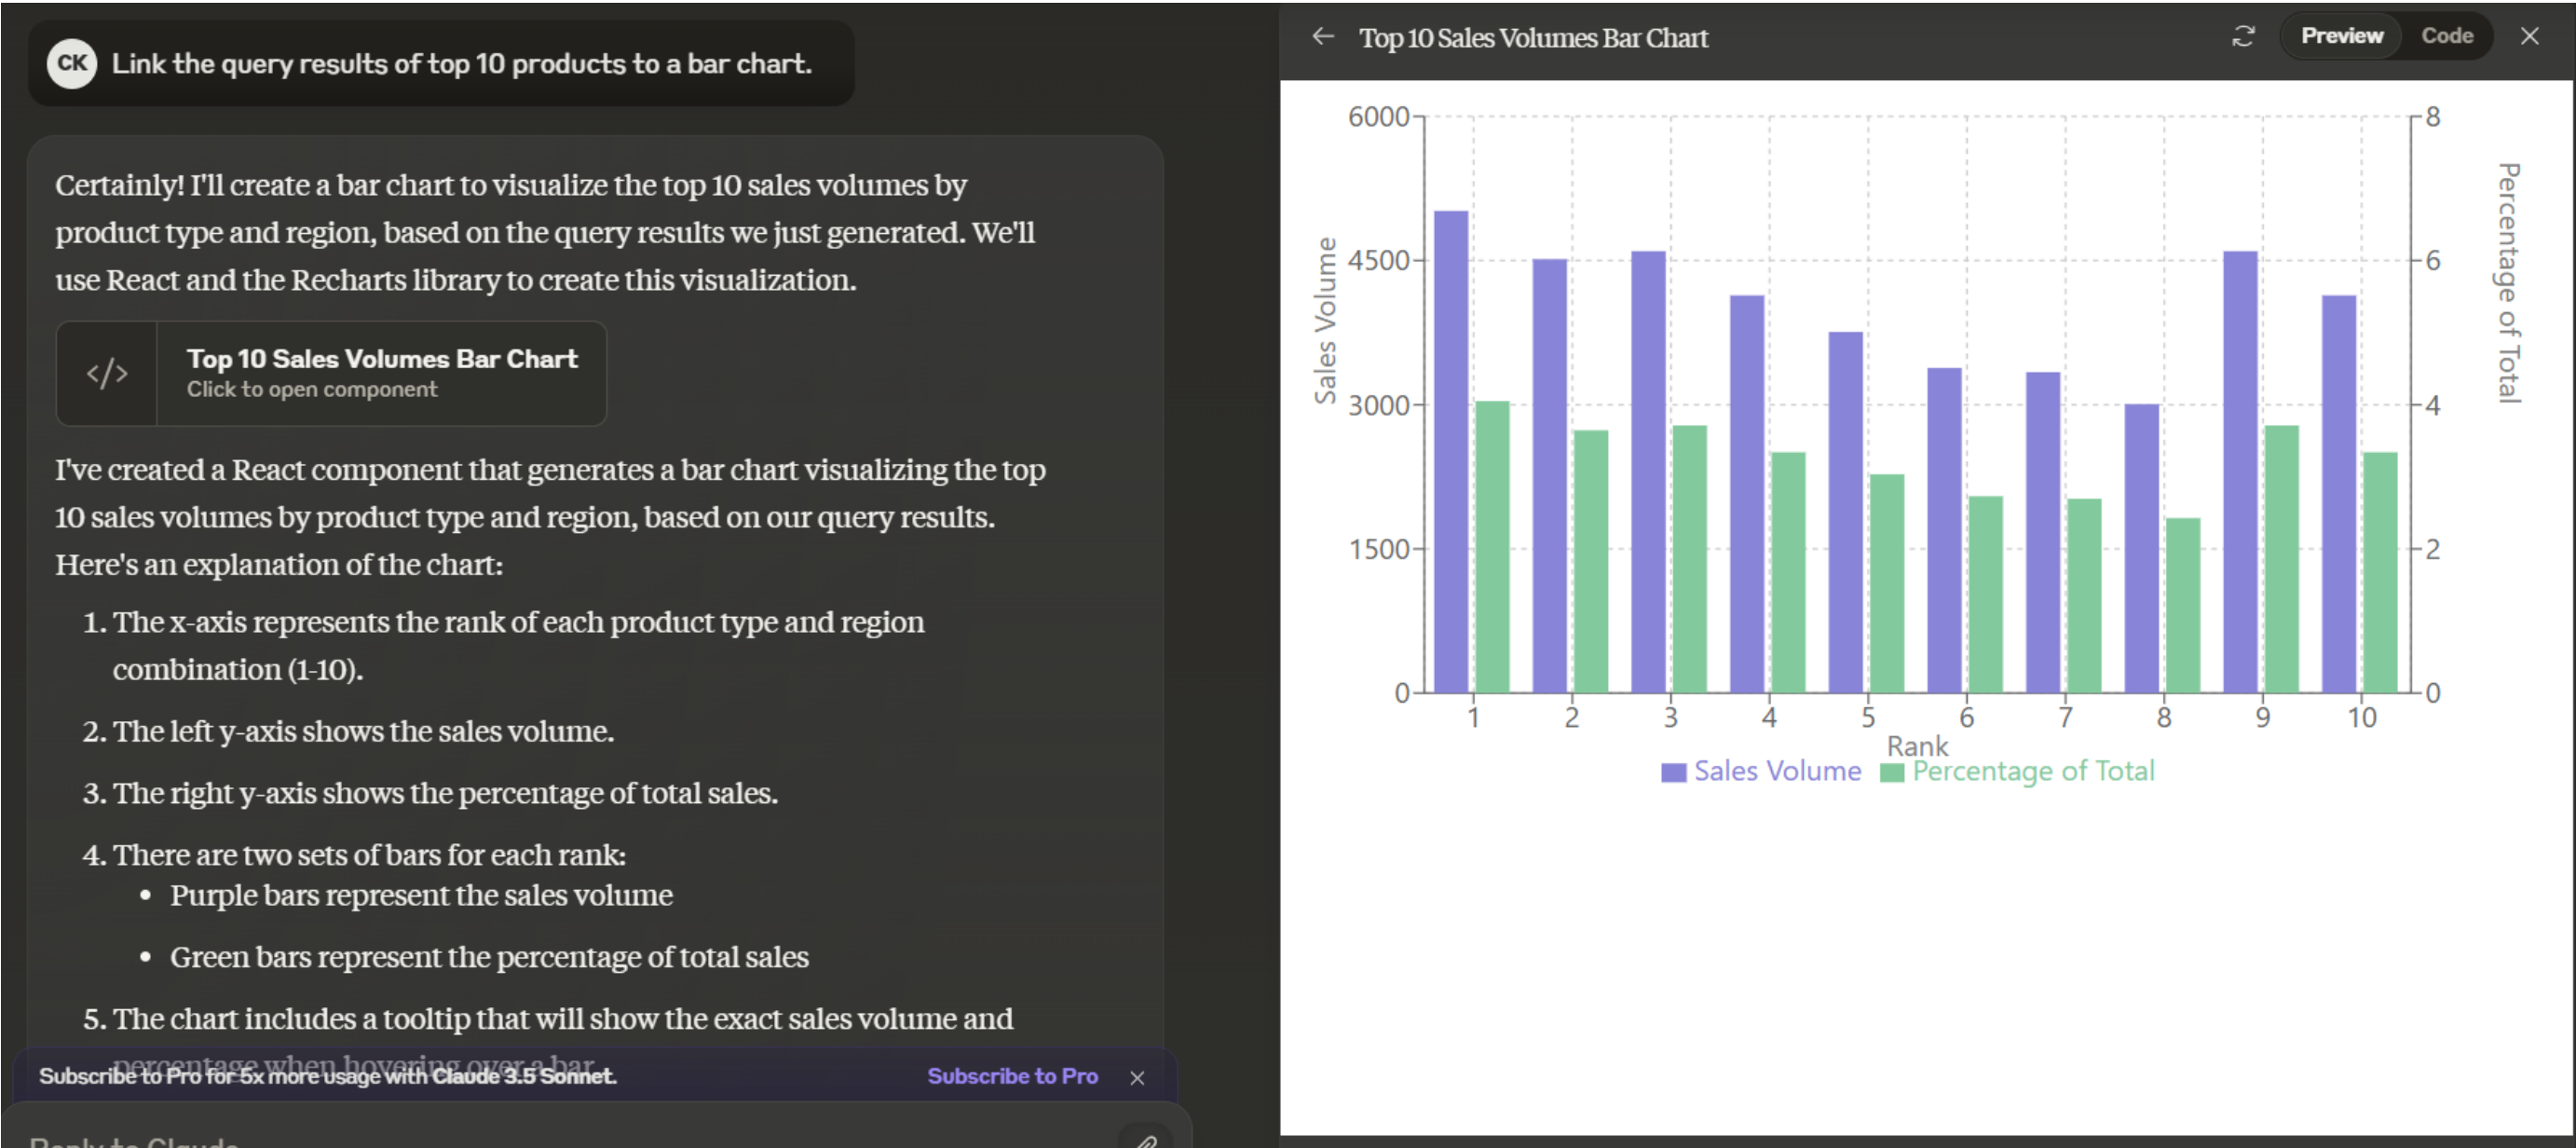 CK Link the query results of top 10 products to a bar chart.
Certainly! I'll create a bar chart to visualize the top 10 sales volumes by
product type and region, based on the query results we just generated. We'll
use React and the Recharts library to create this visualization.
</> Top 10 Sales Volumes Bar Chart
Click to open component
I've created a React component that generates a bar chart visualizing the top
10 sales volumes by product type and region, based on our query results.
Here's an explanation of the chart:
1. The x-axis represents the rank of each product type and region
combination (1-10).
2. The left y-axis shows the sales volume.
3. The right y-axis shows the percentage of total sales.
4. There are two sets of bars for each rank:
• Purple bars represent the sales volume
• Green bars represent the percentage of total sales
5. The chart includes a tooltip that will show the exact sales volume and
percentage when hovering over a bar
Subscribe to Pro for 5x more usage with Claude 3.5 Sonnet. Subscribe to Pro
Reply to Claude
Top 10 Sales Volumes Bar Chart
Preview Code
Sales Volume
6000
4500
3000
1500
0
8
6
4
2
0
Percentage of Total
1 2 3 4 5 6 7 8 9 10
Rank
Sales Volume Percentage of Total